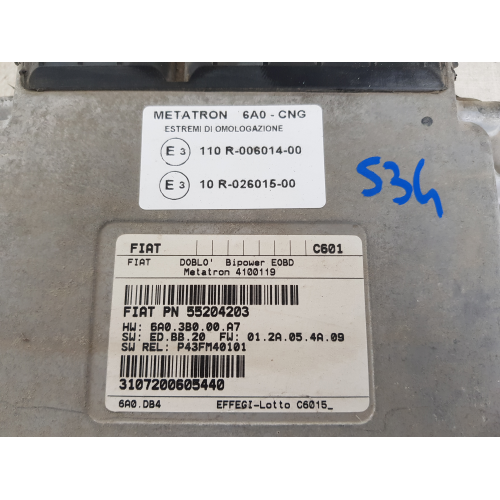 METATRON 6A0 - CNG
ESTREMI DI OMOLOGAZIONE
E 3 110 R-006014-00
E 3 10 R-026015-00
534
FIAT C601
FIAT DOBLO' Bipower EOBD
Metatron 4100119
FIAT PN 55204203
HW: 6A0.3B0.00.A7
SW: ED.BB.20 FW: 01.2A.05.4A.09
SW REL: P43FM40101
3107200605440
6A0.DB4 EFFEGI-Lotto C6015_